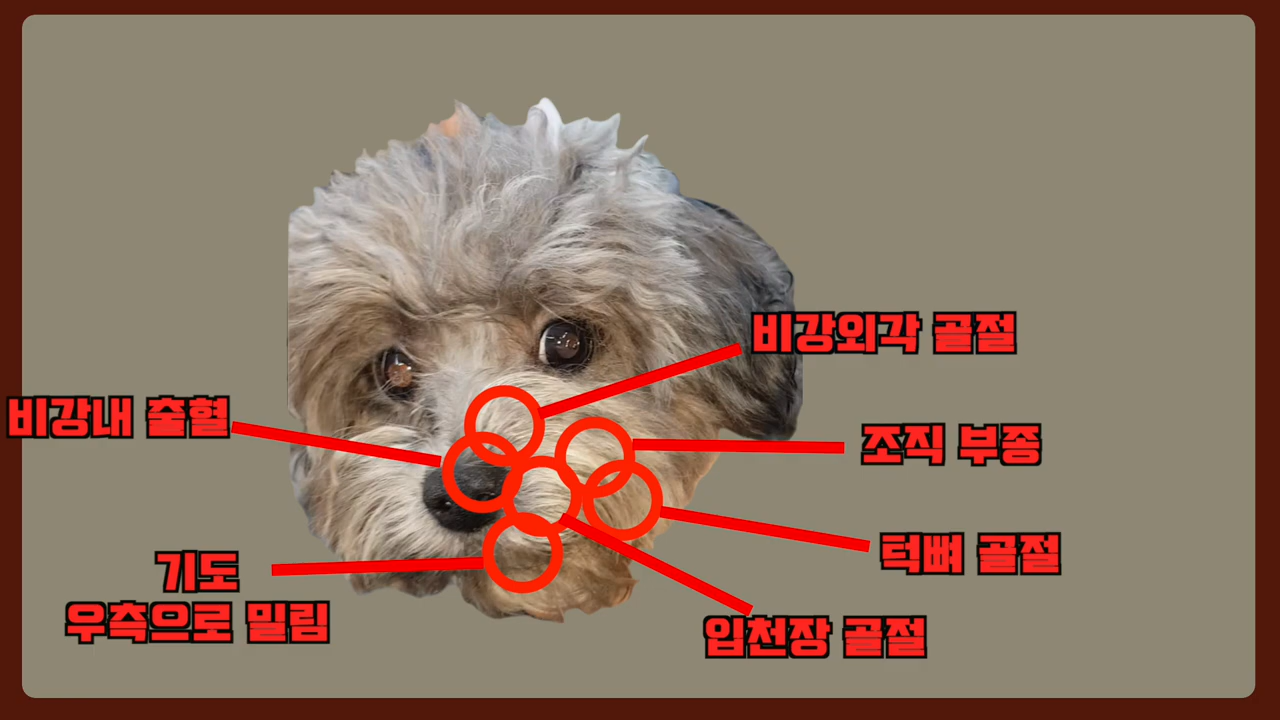 비강외각 골절
비강내 출혈
조직 부종
턱뼈 골절
기도
우측으로 밀림
입천장 골절